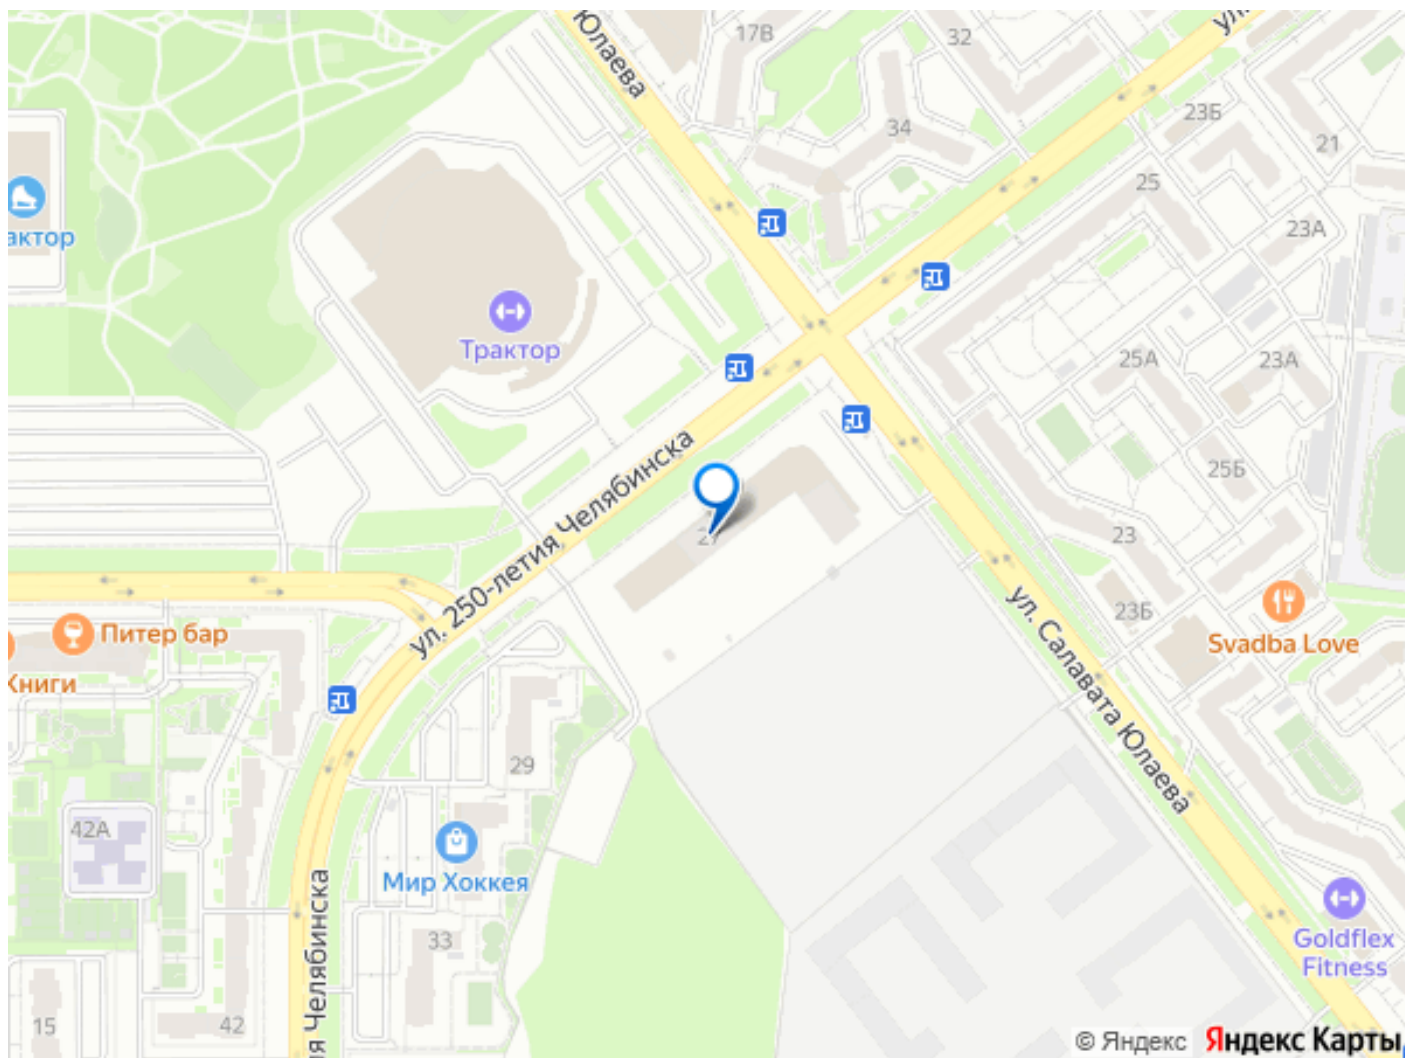 Юлаева
17В
32
ул.
34
23Б
21
25
23А
актор
Трактор
25А
23А
25Б
ул. 250-летия Челябинска
23
23Б
ул. Салавата Юлаева
Питер бар
Книги
Svadba Love
29
42А
Мир Хоккея
я Челябинска
33
Goldflex
Fitness
15
42
© Яндекс Яндекс Карты